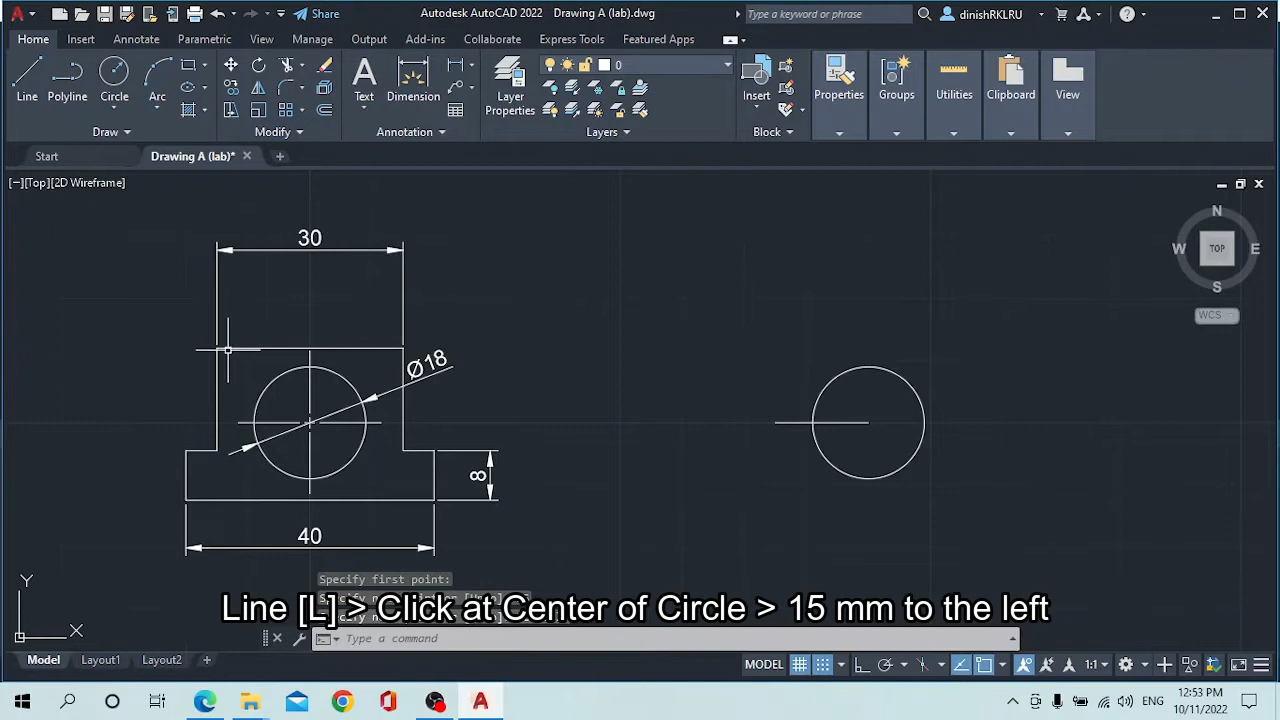 Share
Autodesk AutoCAD 2022 Drawing A (lab).dwg
Type a keyword or phrase
dinishRKLRU
Home Insert Annotate Parametric View Manage Output Add-ins Collaborate Express Tools Featured Apps
0
Line Polyline Circle Arc
Text Dimension
Layer Properties
Insert
Properties Groups Utilities Clipboard View
Draw Modify Annotation Layers Block
Start Drawing A (lab)*
[−][Top][2D Wireframe]
N
W TOP E
S
WCS
30
Ø18
8
40
Y
X
Specify first point:
Line [L] > Click at Center of Circle > 15 mm to the left
Type a command
Model Layout1 Layout2
MODEL
1:1
ENG
12:53 PM
10/11/2022